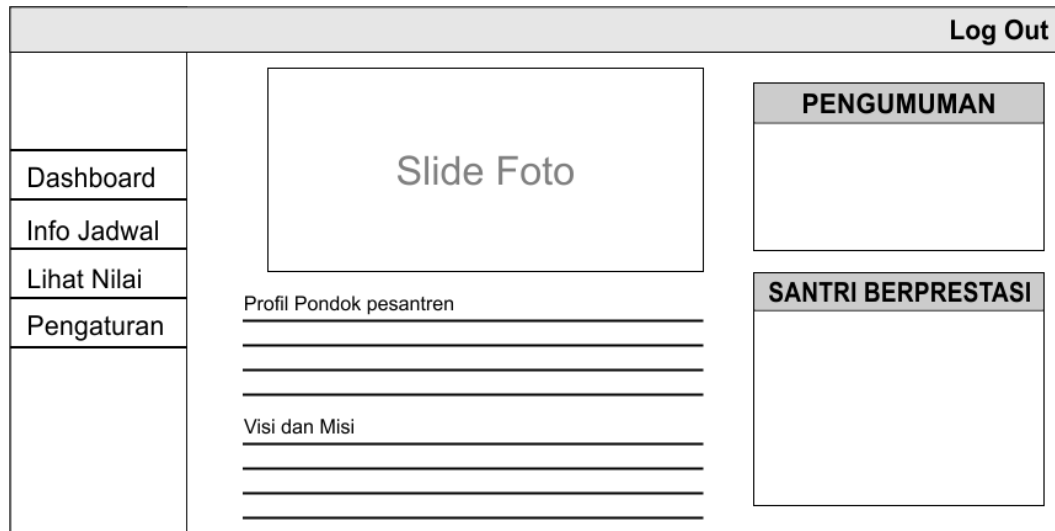 Log Out
Dashboard
Info Jadwal
Lihat Nilai
Pengaturan
Slide Foto
Profil Pondok pesantren
Visi dan Misi
PENGUMUMAN
SANTRI BERPRESTASI